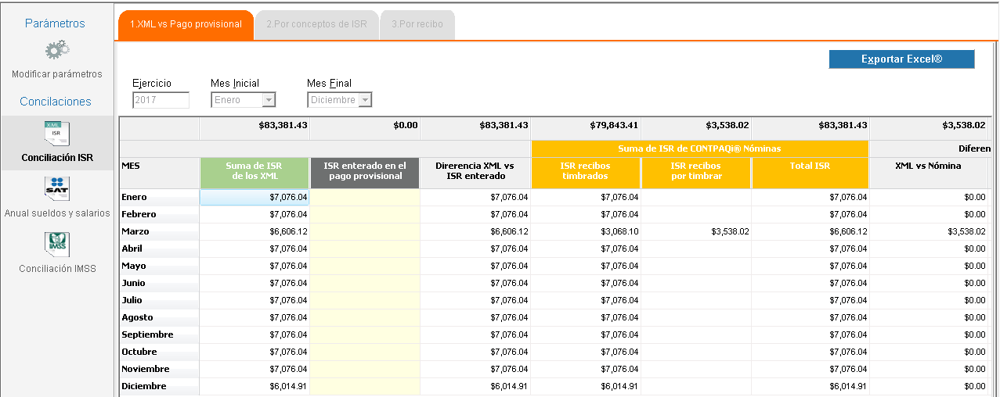 Parámetros
Modificar parámetros
Concilaciones
XML
ISR
Conciliación ISR
SAT
Anual sueldos y salarios
IMSS
Conciliación IMSS
1.XML vs Pago provisional
2.Por conceptos de ISR
3.Por recibo
Exportar Excel®
Ejercicio
Mes Inicial
Mes Final
2017
Enero
Diciembre
$83,381.43 $0.00 $83,381.43 $79,843.41 $3,538.02 $83,381.43 $3,538.02
Suma de ISR de CONTPAQi® Nóminas
Diferen
MES
Suma de ISR
de los XML
ISR enterado en el
pago provisional
Direrencia XML vs
ISR enterado
ISR recibos
timbrados
ISR recibos
por timbrar
Total ISR
XML vs Nómina
Enero $7,076.04 $7,076.04 $7,076.04 $7,076.04 $0.00
Febrero $7,076.04 $7,076.04 $7,076.04 $7,076.04 $0.00
Marzo $6,606.12 $6,606.12 $3,068.10 $3,538.02 $6,606.12 $3,538.02
Abril $7,076.04 $7,076.04 $7,076.04 $7,076.04 $0.00
Mayo $7,076.04 $7,076.04 $7,076.04 $7,076.04 $0.00
Junio $7,076.04 $7,076.04 $7,076.04 $7,076.04 $0.00
Julio $7,076.04 $7,076.04 $7,076.04 $7,076.04 $0.00
Agosto $7,076.04 $7,076.04 $7,076.04 $7,076.04 $0.00
Septiembre $7,076.04 $7,076.04 $7,076.04 $7,076.04 $0.00
Octubre $7,076.04 $7,076.04 $7,076.04 $7,076.04 $0.00
Noviembre $7,076.04 $7,076.04 $7,076.04 $7,076.04 $0.00
Diciembre $6,014.91 $6,014.91 $6,014.91 $6,014.91 $0.00